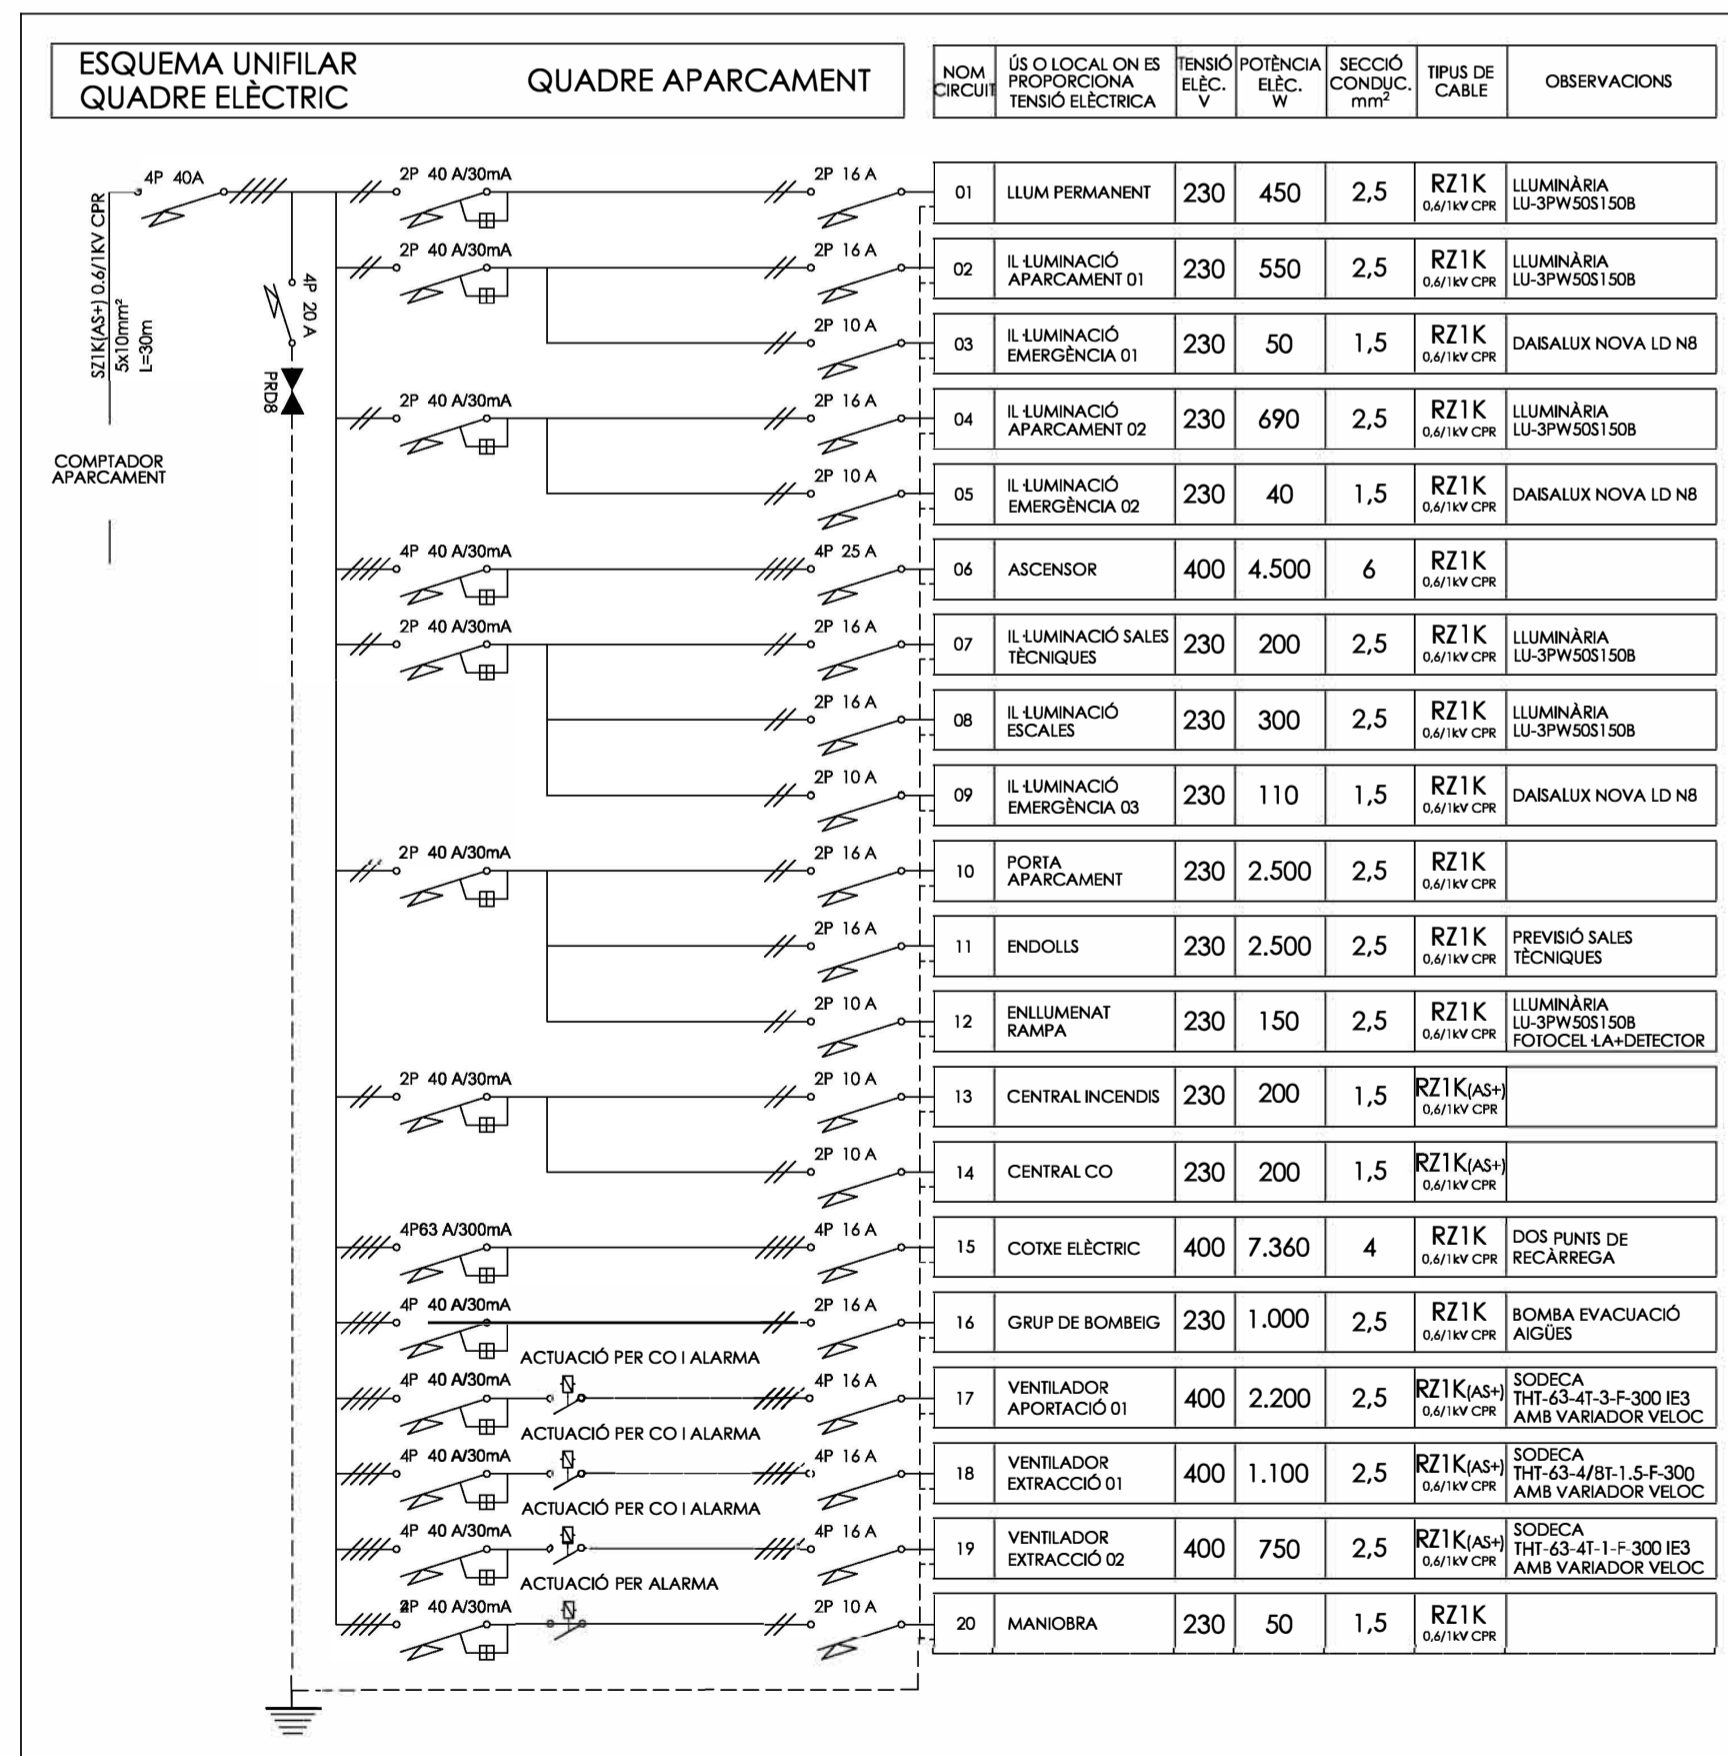 ESQUEMA UNIFILAR
QUADRE ELÈCTRIC
QUADRE APARCAMENT
NOM
CIRCUIT
ÚS O LOCAL ON ES
PROPORCIONA
TENSIÓ ELÈCTRICA
TENSIÓ
ELÈC.
V
POTÈNCIA
ELÈC.
W
SECCIÓ
CONDUC.
mm²
TIPUS DE
CABLE
OBSERVACIONS
SZ1K(AS+) 0.6/1KV CPR
5x10mm²
L=30m
COMPTADOR
APARCAMENT
4P 40A
4P 20 A
PRD8
2P 40 A/30mA
2P 16 A
01
LLUM PERMANENT
230
450
2,5
RZ1K
0,6/1kV CPR
LLUMINÀRIA
LU-3PW50S150B
2P 40 A/30mA
2P 16 A
02
IL·LUMINACIÓ
APARCAMENT 01
230
550
2,5
RZ1K
0,6/1kV CPR
LLUMINÀRIA
LU-3PW50S150B
2P 10 A
03
IL·LUMINACIÓ
EMERGÈNCIA 01
230
50
1,5
RZ1K
0,6/1kV CPR
DAISALUX NOVA LD N8
2P 40 A/30mA
2P 16 A
04
IL·LUMINACIÓ
APARCAMENT 02
230
690
2,5
RZ1K
0,6/1kV CPR
LLUMINÀRIA
LU-3PW50S150B
2P 10 A
05
IL·LUMINACIÓ
EMERGÈNCIA 02
230
40
1,5
RZ1K
0,6/1kV CPR
DAISALUX NOVA LD N8
4P 40 A/30mA
4P 25 A
06
ASCENSOR
400
4.500
6
RZ1K
0,6/1kV CPR
2P 40 A/30mA
2P 16 A
07
IL·LUMINACIÓ SALES
TÈCNIQUES
230
200
2,5
RZ1K
0,6/1kV CPR
LLUMINÀRIA
LU-3PW50S150B
2P 16 A
08
IL·LUMINACIÓ
ESCALES
230
300
2,5
RZ1K
0,6/1kV CPR
LLUMINÀRIA
LU-3PW50S150B
2P 10 A
09
IL·LUMINACIÓ
EMERGÈNCIA 03
230
110
1,5
RZ1K
0,6/1kV CPR
DAISALUX NOVA LD N8
2P 40 A/30mA
2P 16 A
10
PORTA
APARCAMENT
230
2.500
2,5
RZ1K
0,6/1kV CPR
2P 16 A
11
ENDOLLS
230
2.500
2,5
RZ1K
0,6/1kV CPR
PREVISIÓ SALES
TÈCNIQUES
2P 10 A
12
ENLLUMENAT
RAMPA
230
150
2,5
RZ1K
0,6/1kV CPR
LLUMINÀRIA
LU-3PW50S150B
FOTOCEL·LA+DETECTOR
2P 40 A/30mA
2P 10 A
13
CENTRAL INCENDIS
230
200
1,5
RZ1K(AS+)
0,6/1kV CPR
2P 10 A
14
CENTRAL CO
230
200
1,5
RZ1K(AS+)
0,6/1kV CPR
4P63 A/300mA
4P 16 A
15
COTXE ELÈCTRIC
400
7.360
4
RZ1K
0,6/1kV CPR
DOS PUNTS DE
RECÀRREGA
4P 40 A/30mA
2P 16 A
16
GRUP DE BOMBEIG
230
1.000
2,5
RZ1K
0,6/1kV CPR
BOMBA EVACUACIÓ
AIGÜES
ACTUACIÓ PER CO I ALARMA
4P 40 A/30mA
4P 16 A
17
VENTILADOR
APORTACIÓ 01
400
2.200
2,5
RZ1K(AS+)
0,6/1kV CPR
SODECA
THT-63-4T-3-F-300 IE3
AMB VARIADOR VELOC
ACTUACIÓ PER CO I ALARMA
4P 40 A/30mA
4P 16 A
18
VENTILADOR
EXTRACCIÓ 01
400
1.100
2,5
RZ1K(AS+)
0,6/1kV CPR
SODECA
THT-63-4/8T-1.5-F-300
AMB VARIADOR VELOC
ACTUACIÓ PER CO I ALARMA
4P 40 A/30mA
4P 16 A
19
VENTILADOR
EXTRACCIÓ 02
400
750
2,5
RZ1K(AS+)
0,6/1kV CPR
SODECA
THT-63-4T-1-F-300 IE3
AMB VARIADOR VELOC
ACTUACIÓ PER ALARMA
40 A/30mA
2P 10 A
20
MANIOBRA
230
50
1,5
RZ1K
0,6/1kV CPR